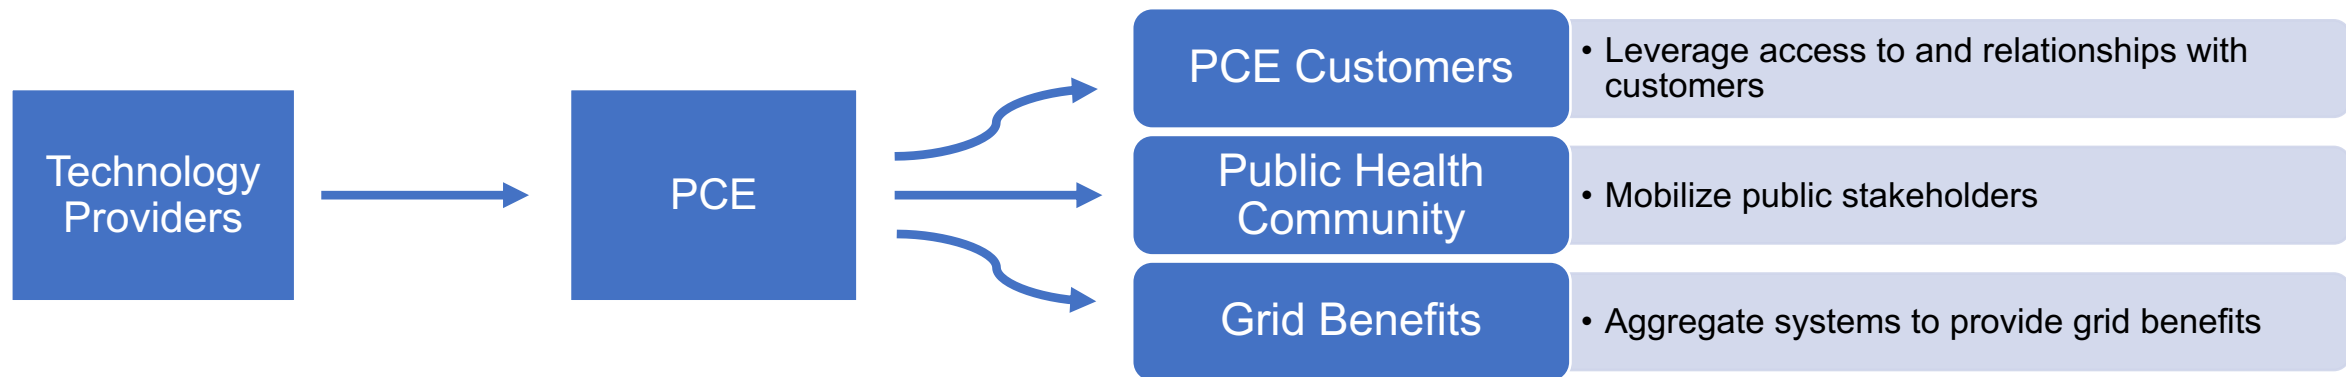 Technology
Providers
PCE
PCE Customers
• Leverage access to and relationships with
customers
Public Health
Community
• Mobilize public stakeholders
Grid Benefits
• Aggregate systems to provide grid benefits